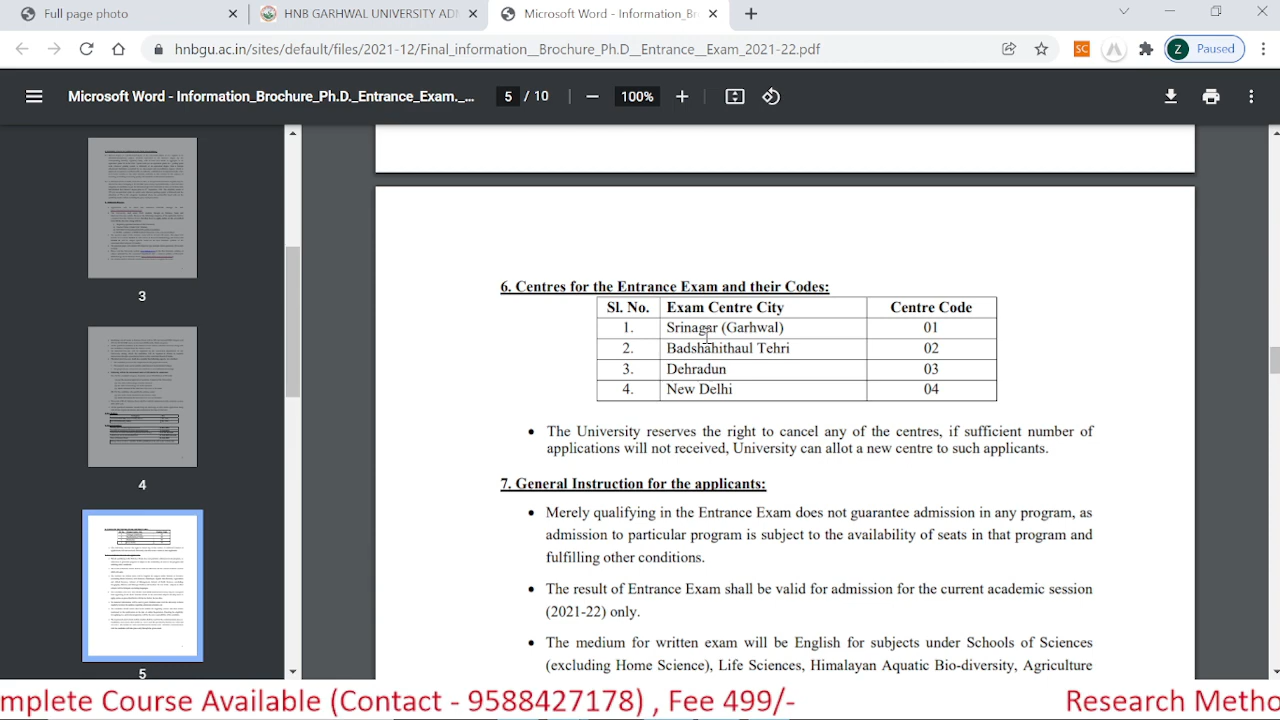 Full page photo
HNB GARHWAL UNIVERSITY ADM
Microsoft Word - Information_Br
hnbgu.ac.in/sites/default/files/2021-12/Final_information__Brochure_Ph.D__Entrance__Exam_2021-22.pdf
SC
Z Paused
Microsoft Word - Information_Brochure_Ph.D._Entrance_Exam._...
5 / 10
100%
3
4
5
6. Centres for the Entrance Exam and their Codes:
Sl. No. Exam Centre City Centre Code
1. Srinagar (Garhwal) 01
2. Badshahithaul Tehri 02
3. Dehradun 03
4. New Delhi 04
• The University reserves the right to cancel any of the centres, if sufficient number of
applications will not received, University can allot a new centre to such applicants.
7. General Instruction for the applicants:
• Merely qualifying in the Entrance Exam does not guarantee admission in any program, as
admission to particular program is subject to the availability of seats in the program and
fulfilling other conditions.
• The result of Entrance Exam shall be valid for admission for the current academic session
(2021-22) only.
• The medium for written exam will be English for subjects under Schools of Sciences
(excluding Home Science), Life Sciences, Himalayan Aquatic Bio-diversity, Agriculture
mplete Course Available (Contact - 9588427178) , Fee 499/- Research Metho